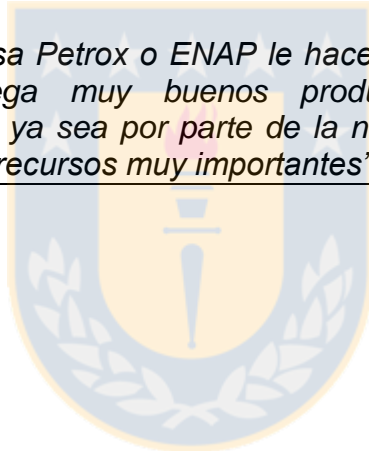 sa Petrox o ENAP le hace
ega muy buenos produ
ya sea por parte de la n
recursos muy importantes"